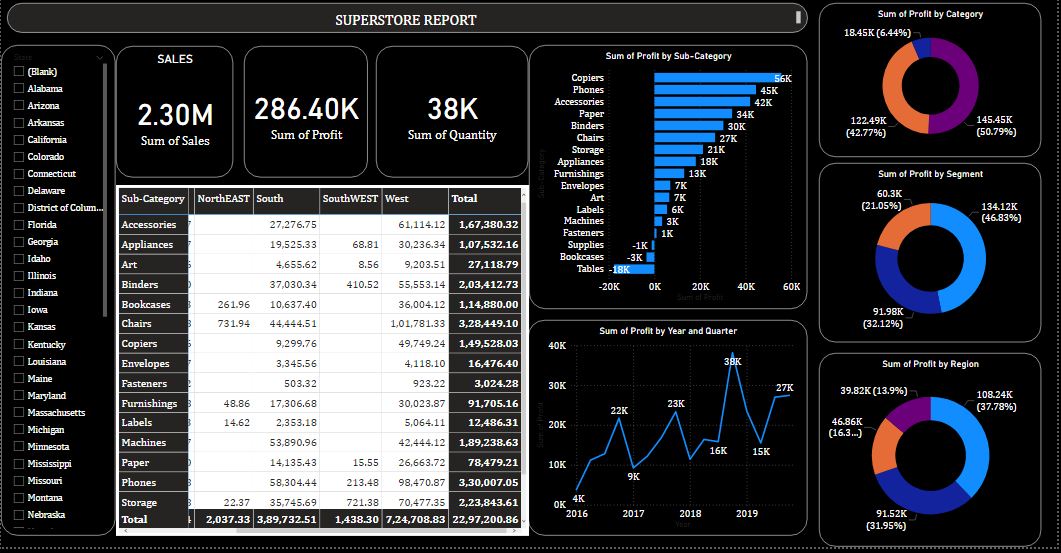 SUPERSTORE REPORT
State
(Blank)
Alabama
Arizona
Arkansas
California
Colorado
Connecticut
Delaware
District of Colum...
Florida
Georgia
Idaho
Illinois
Indiana
Iowa
Kansas
Kentucky
Louisiana
Maine
Maryland
Massachusetts
Michigan
Minnesota
Mississippi
Missouri
Montana
Nebraska
SALES
2.30M
Sum of Sales
286.40K
Sum of Profit
38K
Sum of Quantity
Sub-Category NorthEAST South SouthWEST West Total
Accessories 27,276.75 61,114.12 1,67,380.32
Appliances 19,525.33 68.81 30,236.34 1,07,532.16
Art 4,655.62 8.56 9,203.51 27,118.79
Binders 37,030.34 410.52 55,553.14 2,03,412.73
Bookcases 261.96 10,637.40 36,004.12 1,14,880.00
Chairs 731.94 44,444.51 1,01,781.33 3,28,449.10
Copiers 9,299.76 49,749.24 1,49,528.03
Envelopes 3,345.56 4,118.10 16,476.40
Fasteners 503.32 923.22 3,024.28
Furnishings 48.86 17,306.68 30,023.87 91,705.16
Labels 14.62 2,353.18 5,064.11 12,486.31
Machines 53,890.96 42,444.12 1,89,238.63
Paper 14,135.43 15.55 26,663.72 78,479.21
Phones 58,304.44 213.48 98,470.87 3,30,007.05
Storage 22.37 35,745.69 721.38 70,477.35 2,23,843.61
Total 2,037.33 3,89,732.51 1,438.30 7,24,708.83 22,97,200.86
Sum of Profit by Sub-Category
Sub-Category
Copiers 56K
Phones 45K
Accessories 42K
Paper 34K
Binders 30K
Chairs 27K
Storage 21K
Appliances 18K
Furnishings 13K
Envelopes 7K
Art 7K
Labels 6K
Machines 3K
Fasteners 1K
Supplies -1K
Bookcases -3K
Tables -18K
-20K 0K 20K 40K 60K
Sum of Profit
Sum of Profit by Year and Quarter
40K
30K
20K
10K
0K
4K
22K
9K
23K
16K
38K
15K
27K
2016 2017 2018 2019
Year
Sum of Profit by Category
18.45K (6.44%)
122.49K
(42.77%)
145.45K
(50.79%)
Sum of Profit by Segment
60.3K
(21.05%)
134.12K
(46.83%)
91.98K
(32.12%)
Sum of Profit by Region
39.82K (13.9%)
108.24K
(37.78%)
46.86K
(16.3...)
91.52K
(31.95%)